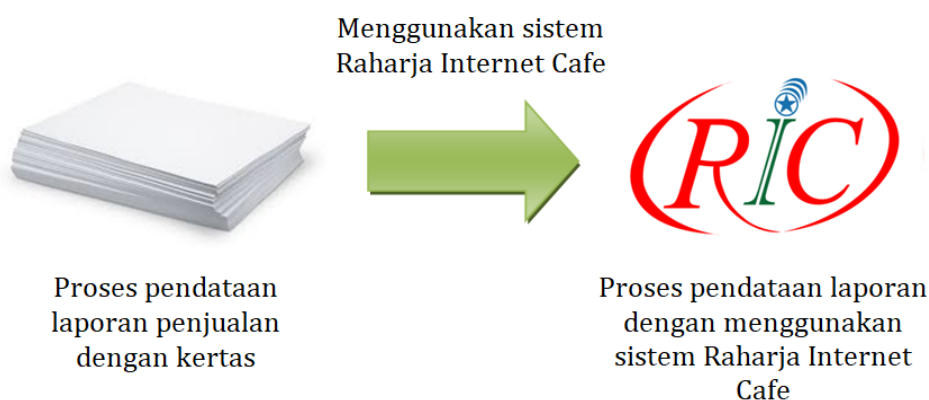 Menggunakan sistem
Raharja Internet Cafe
RiC
Proses pendataan
laporan penjualan
dengan kertas
Proses pendataan laporan
dengan menggunakan
sistem Raharja Internet
Cafe